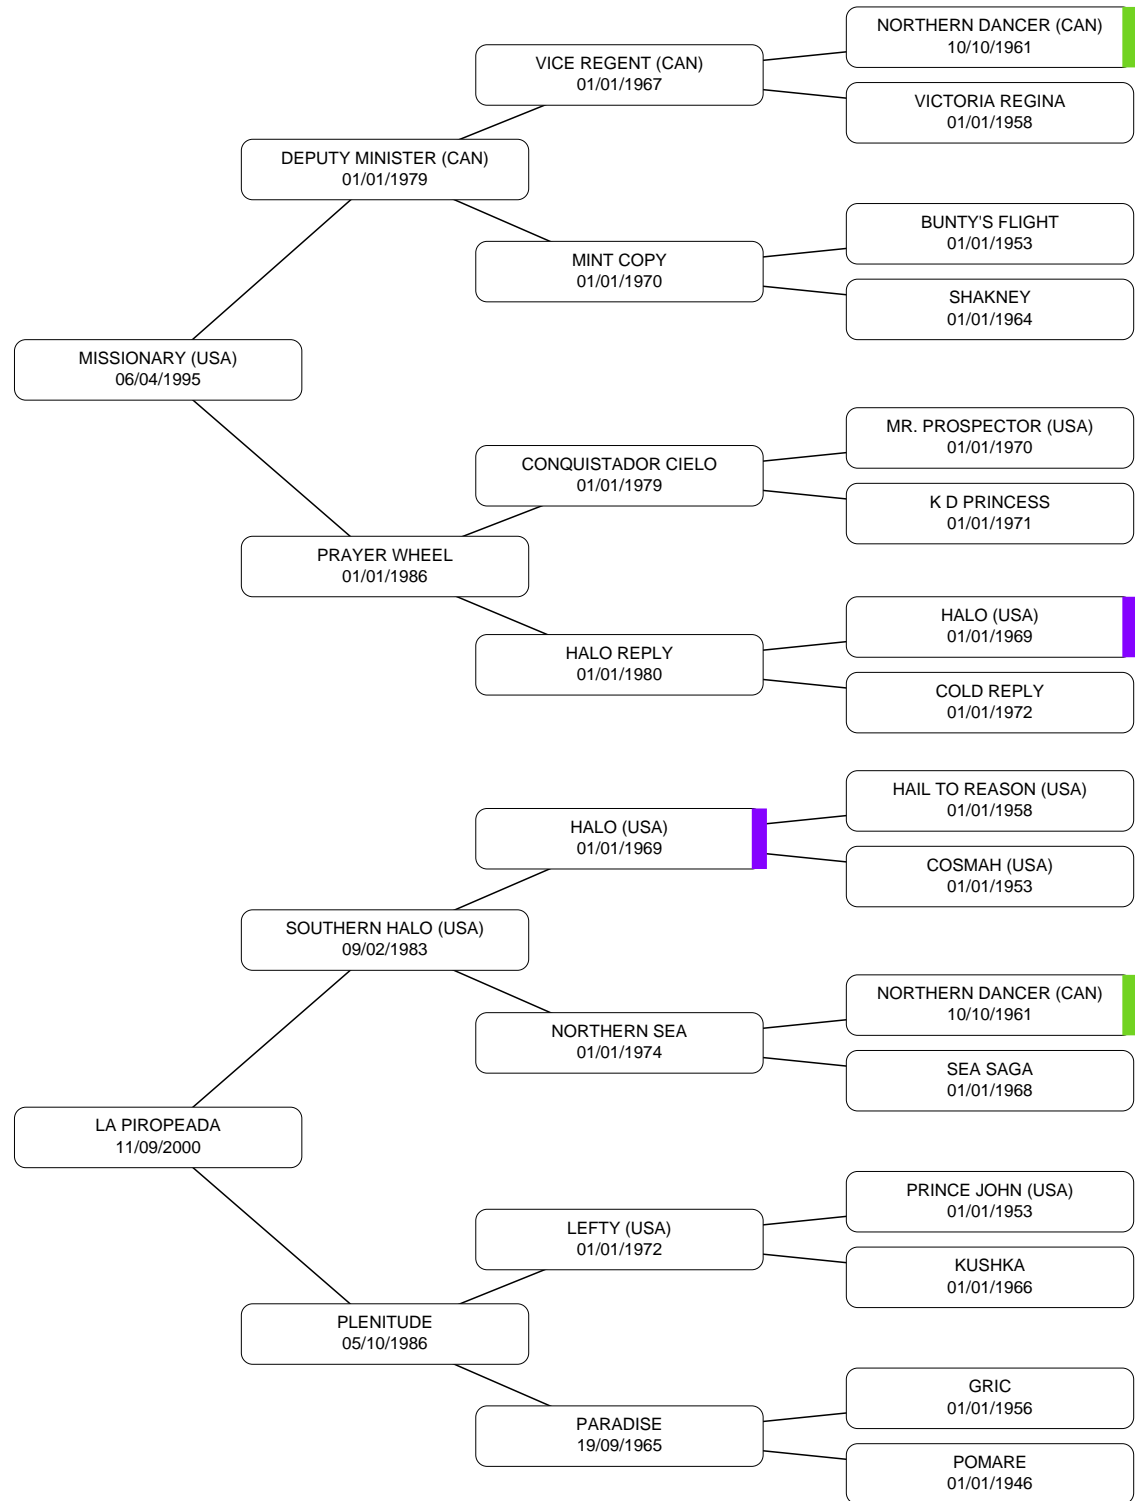 NORTHERN DANCER (CAN)
10/10/1961
VICE REGENT (CAN)
01/01/1967
VICTORIA REGINA
01/01/1958
DEPUTY MINISTER (CAN)
01/01/1979
BUNTY'S FLIGHT
01/01/1953
MINT COPY
01/01/1970
SHAKNEY
01/01/1964
MISSIONARY (USA)
06/04/1995
MR. PROSPECTOR (USA)
01/01/1970
CONQUISTADOR CIELO
01/01/1979
K D PRINCESS
01/01/1971
PRAYER WHEEL
01/01/1986
HALO (USA)
01/01/1969
HALO REPLY
01/01/1980
COLD REPLY
01/01/1972
HAIL TO REASON (USA)
01/01/1958
HALO (USA)
01/01/1969
COSMAH (USA)
01/01/1953
SOUTHERN HALO (USA)
09/02/1983
NORTHERN DANCER (CAN)
10/10/1961
NORTHERN SEA
01/01/1974
SEA SAGA
01/01/1968
LA PIROPEADA
11/09/2000
PRINCE JOHN (USA)
01/01/1953
LEFTY (USA)
01/01/1972
KUSHKA
01/01/1966
PLENITUDE
05/10/1986
GRIC
01/01/1956
PARADISE
19/09/1965
POMARE
01/01/1946